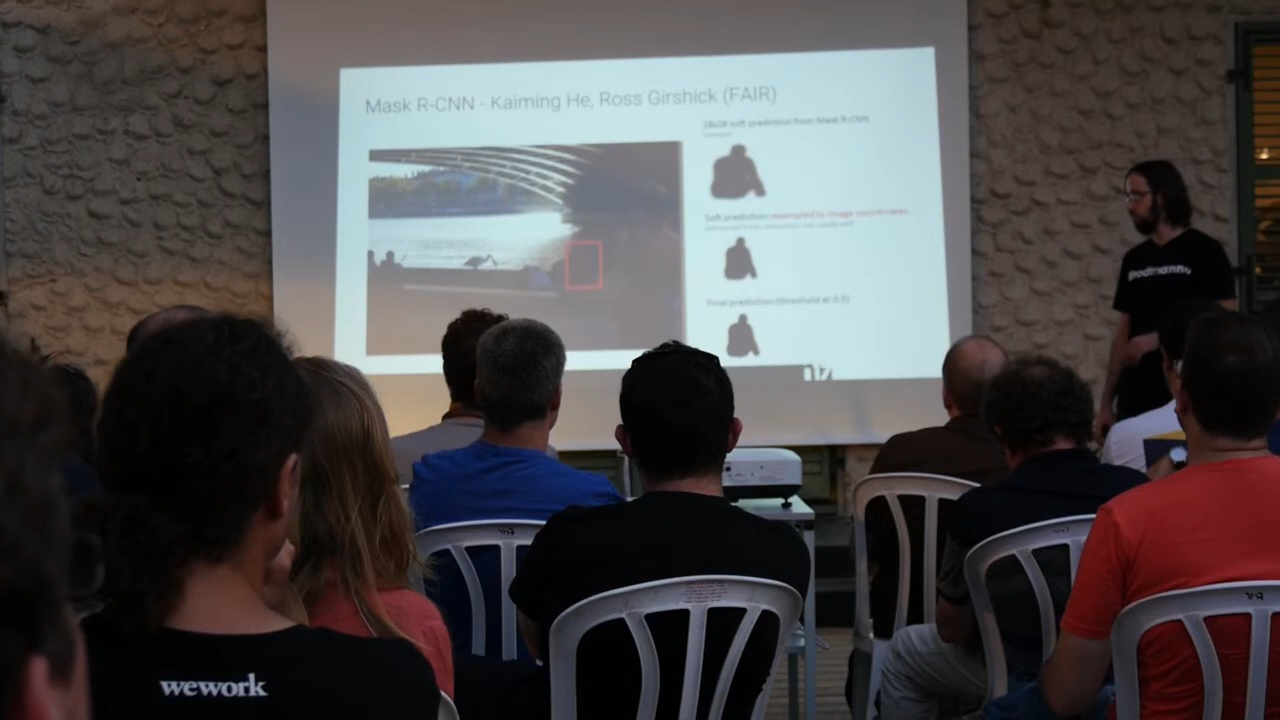 Mask R-CNN - Kaiming He, Ross Girshick (FAIR)
28x28 soft prediction from Mask R-CNN
Soft prediction resampled to image coordinates
Final prediction (threshold at 0.5)
wework